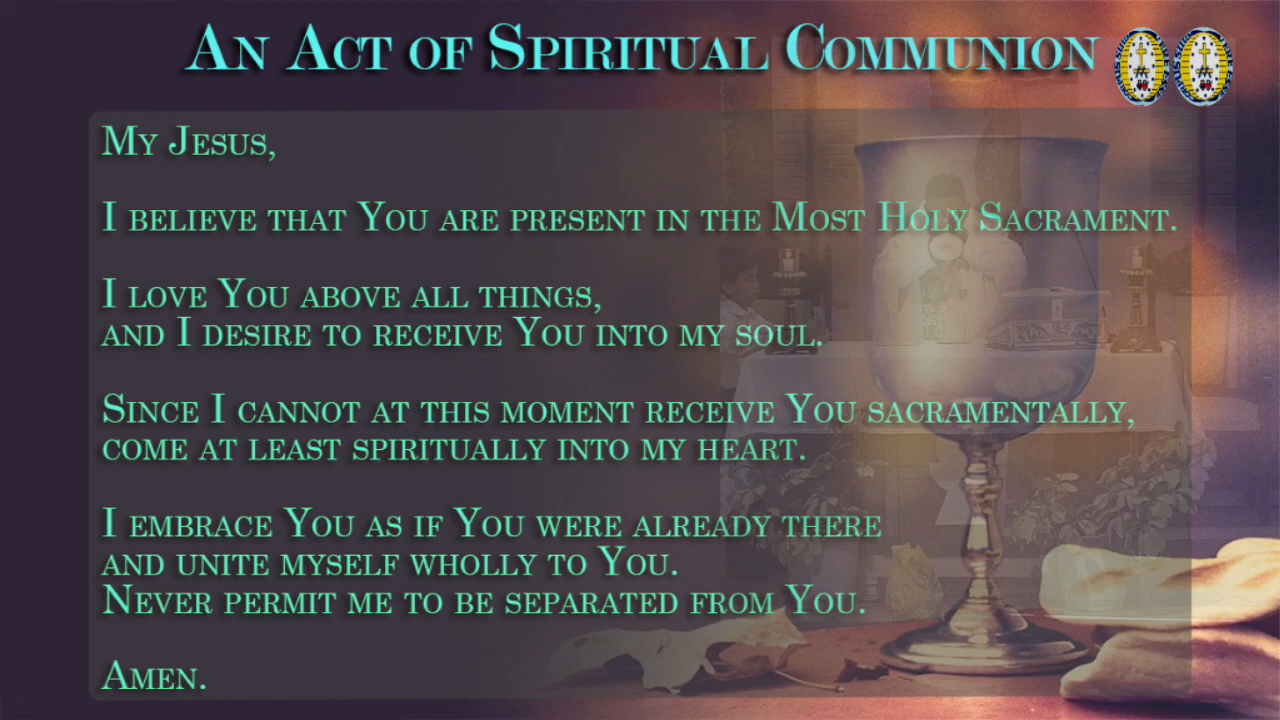 An Act of Spiritual Communion
My Jesus,
I believe that You are present in the Most Holy Sacrament.
I love You above all things,
and I desire to receive You into my soul.
Since I cannot at this moment receive You sacramentally,
come at least spiritually into my heart.
I embrace You as if You were already there
and unite myself wholly to You.
Never permit me to be separated from You.
Amen.